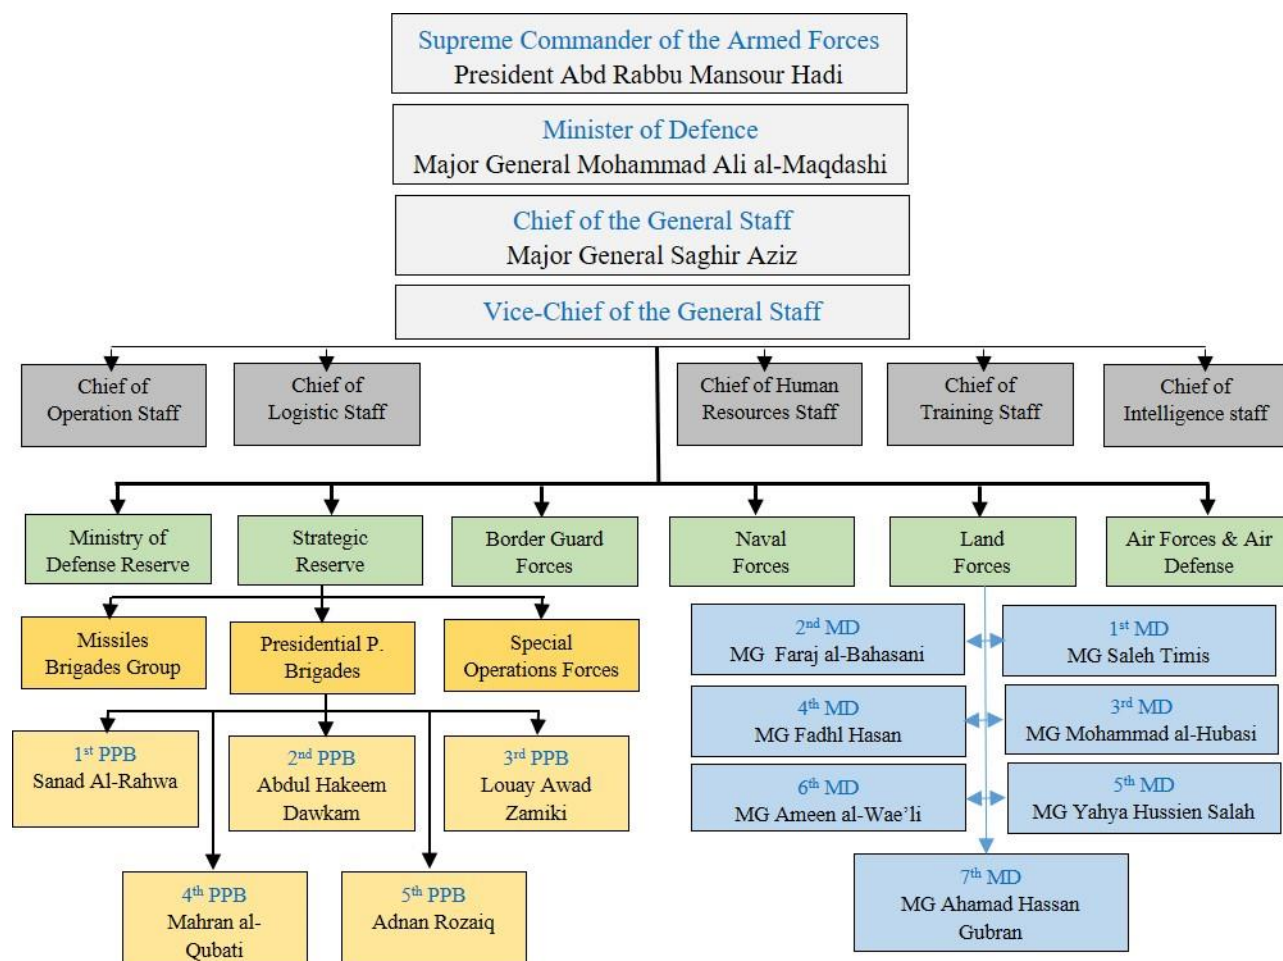 Supreme Commander of the Armed Forces
President Abd Rabbu Mansour Hadi
Minister of Defence
Major General Mohammad Ali al-Maqdashi
Chief of the General Staff
Major General Saghir Aziz
Vice-Chief of the General Staff
Chief of
Operation Staff
Chief of
Logistic Staff
Chief of Human
Resources Staff
Chief of
Training Staff
Chief of
Intelligence staff
Ministry of
Defense Reserve
Strategic
Reserve
Border Guard
Forces
Naval
Forces
Land
Forces
Air Forces & Air
Defense
Missiles
Brigades Group
Presidential P.
Brigades
Special
Operations Forces
1st PPB
Sanad Al-Rahwa
2nd PPB
Abdul Hakeem
Dawkam
3rd PPB
Louay Awad
Zamiki
4th PPB
Mahran al-
Qubati
5th PPB
Adnan Rozaiq
2nd MD
MG Faraj al-Bahasani
1st MD
MG Saleh Timis
4th MD
MG Fadhl Hasan
3rd MD
MG Mohammad al-Hubasi
6th MD
MG Ameen al-Wae’li
5th MD
MG Yahya Hussien Salah
7th MD
MG Ahamad Hassan
Gubran